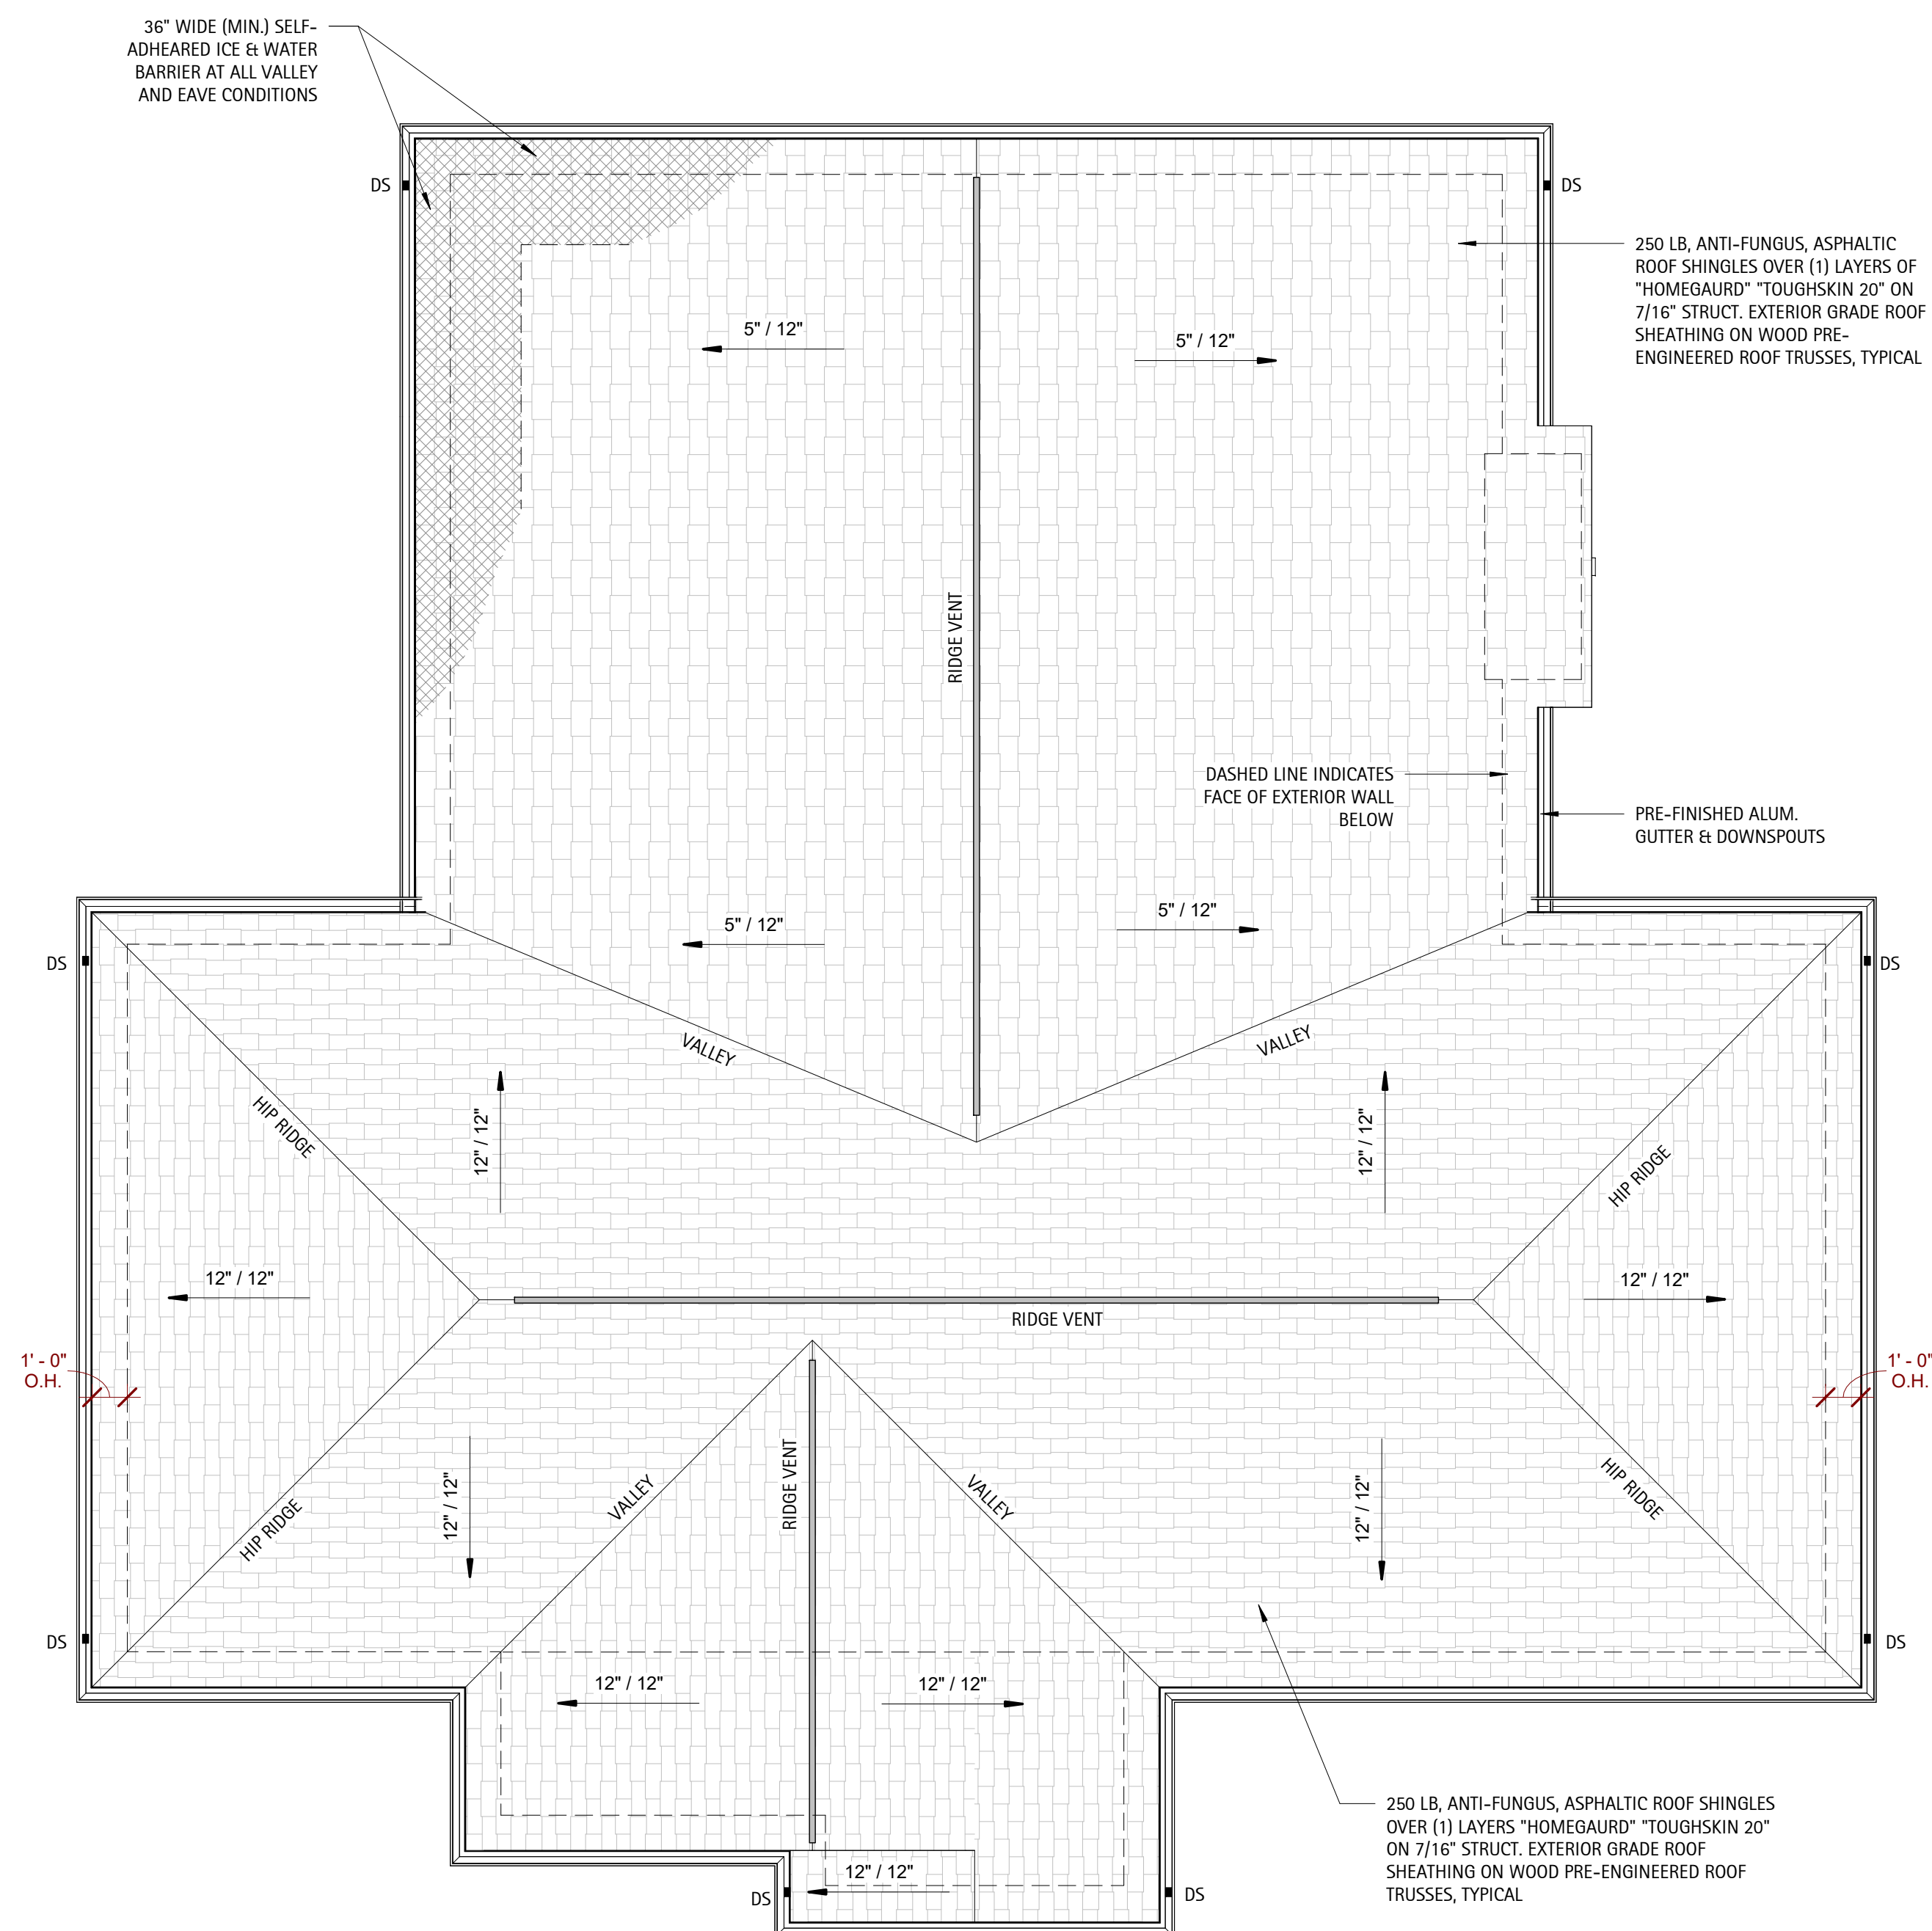 36" WIDE (MIN.) SELF-
ADHEARED ICE & WATER
BARRIER AT ALL VALLEY
AND EAVE CONDITIONS
DS
DS
250 LB, ANTI-FUNGUS, ASPHALTIC
ROOF SHINGLES OVER (1) LAYERS OF
"HOMEGAURD" "TOUGHSKIN 20" ON
7/16" STRUCT. EXTERIOR GRADE ROOF
SHEATHING ON WOOD PRE-
ENGINEERED ROOF TRUSSES, TYPICAL
5" / 12"
5" / 12"
RIDGE VENT
DASHED LINE INDICATES
FACE OF EXTERIOR WALL
BELOW
PRE-FINISHED ALUM.
GUTTER & DOWNSPOUTS
5" / 12"
5" / 12"
DS
DS
VALLEY
VALLEY
HIP RIDGE
12" / 12"
12" / 12"
HIP RIDGE
12" / 12"
12" / 12"
RIDGE VENT
1' - 0"
O.H.
1' - 0"
O.H.
HIP RIDGE
12" / 12"
VALLEY
RIDGE VENT
VALLEY
12" / 12"
HIP RIDGE
DS
DS
12" / 12"
12" / 12"
250 LB, ANTI-FUNGUS, ASPHALTIC ROOF SHINGLES
OVER (1) LAYERS "HOMEGAURD" "TOUGHSKIN 20"
ON 7/16" STRUCT. EXTERIOR GRADE ROOF
SHEATHING ON WOOD PRE-ENGINEERED ROOF
TRUSSES, TYPICAL
12" / 12"
DS
DS